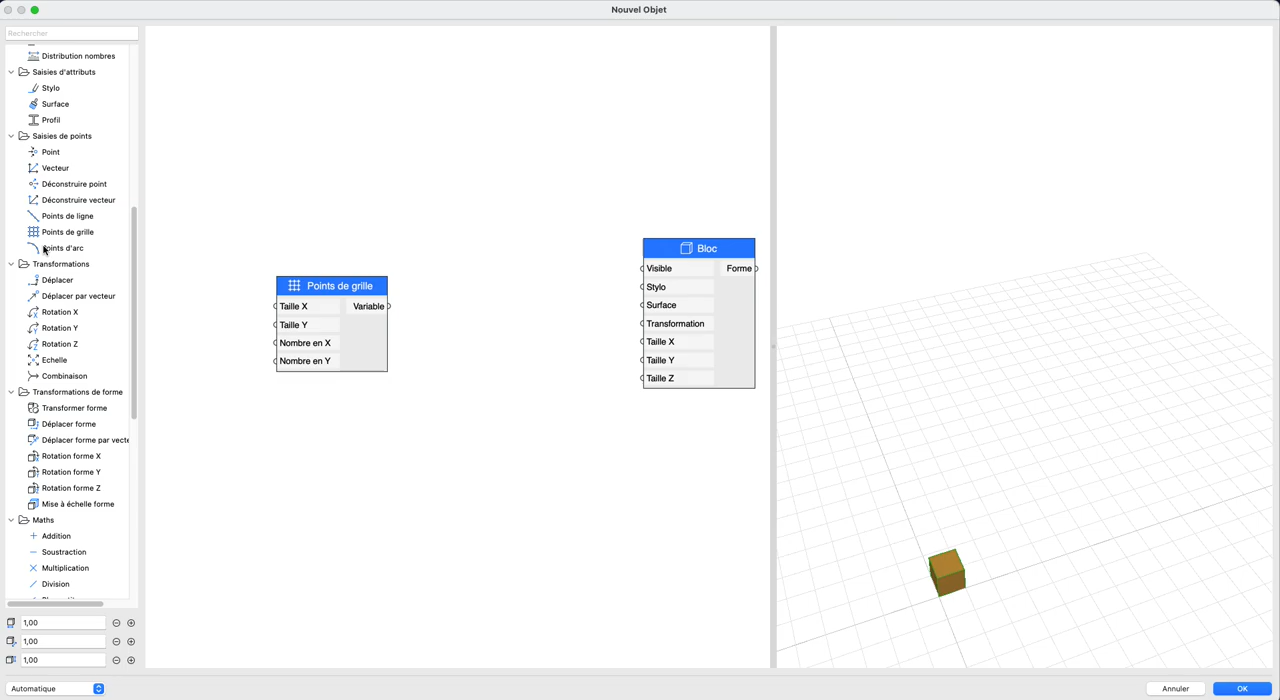 Nouvel Objet
Rechercher
Distribution nombres
Saisies d'attributs
Stylo
Surface
Profil
Saisies de points
Point
Vecteur
Déconstruire point
Déconstruire vecteur
Points de ligne
Points de grille
Points d'arc
Transformations
Déplacer
Déplacer par vecteur
Rotation X
Rotation Y
Rotation Z
Echelle
Combinaison
Transformations de forme
Transformer forme
Déplacer forme
Déplacer forme par vecte
Rotation forme X
Rotation forme Y
Rotation forme Z
Mise à échelle forme
Maths
Addition
Soustraction
Multiplication
Division
1,00
1,00
1,00
Automatique
Points de grille
Taille X
Variable
Taille Y
Nombre en X
Nombre en Y
Bloc
Visible
Forme
Stylo
Surface
Transformation
Taille X
Taille Y
Taille Z
Annuler
OK